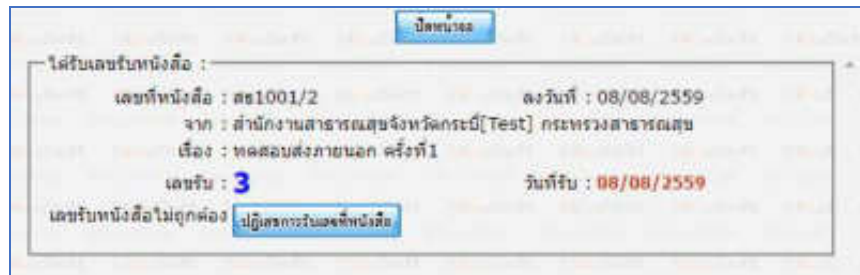 ปิดหน้าจอ
ได้รับเลขรับหนังสือ :
เลขที่หนังสือ : สธ1001/2 ลงวันที่ : 08/08/2559
จาก : สำนักงานสาธารณสุขจังหวัดกระบี่[Test] กระทรวงสาธารณสุข
เรื่อง : ทดสอบส่งภายนอก ครั้งที่1
เลขรับ : 3 วันที่รับ : 08/08/2559
เลขรับหนังสือไม่ถูกต้อง ปฏิเสธการรับเลขที่หนังสือ